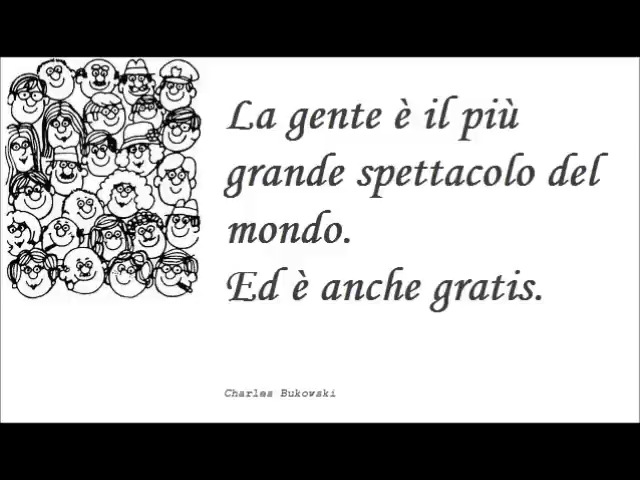 La gente è il più
grande spettacolo del
mondo.
Ed è anche gratis.
Charles Bukowski